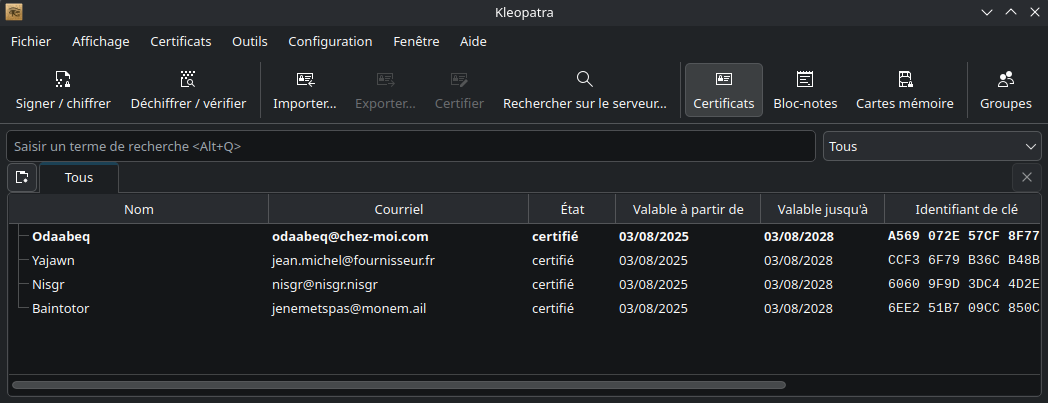 Kleopatra
Fichier Affichage Certificats Outils Configuration Fenêtre Aide
Signer / chiffrer Déchiffrer / vérifier Importer... Exporter... Certifier Rechercher sur le serveur... Certificats Bloc-notes Cartes mémoire Groupes
Saisir un terme de recherche <Alt+Q> Tous
Tous
Nom Courriel État Valable à partir de Valable jusqu'à Identifiant de clé
Odaabeq odaabeq@chez-moi.com certifié 03/08/2025 03/08/2028 A569 072E 57CF 8F77
Yajawn jean.michel@fournisseur.fr certifié 03/08/2025 03/08/2028 CCF3 6F79 B36C B48B
Nisgr nisgr@nisgr.nisgr certifié 03/08/2025 03/08/2028 6060 9F9D 3DC4 4D2E
Baintotor jenemetspas@monem.ail certifié 03/08/2025 03/08/2028 6EE2 51B7 09CC 850C